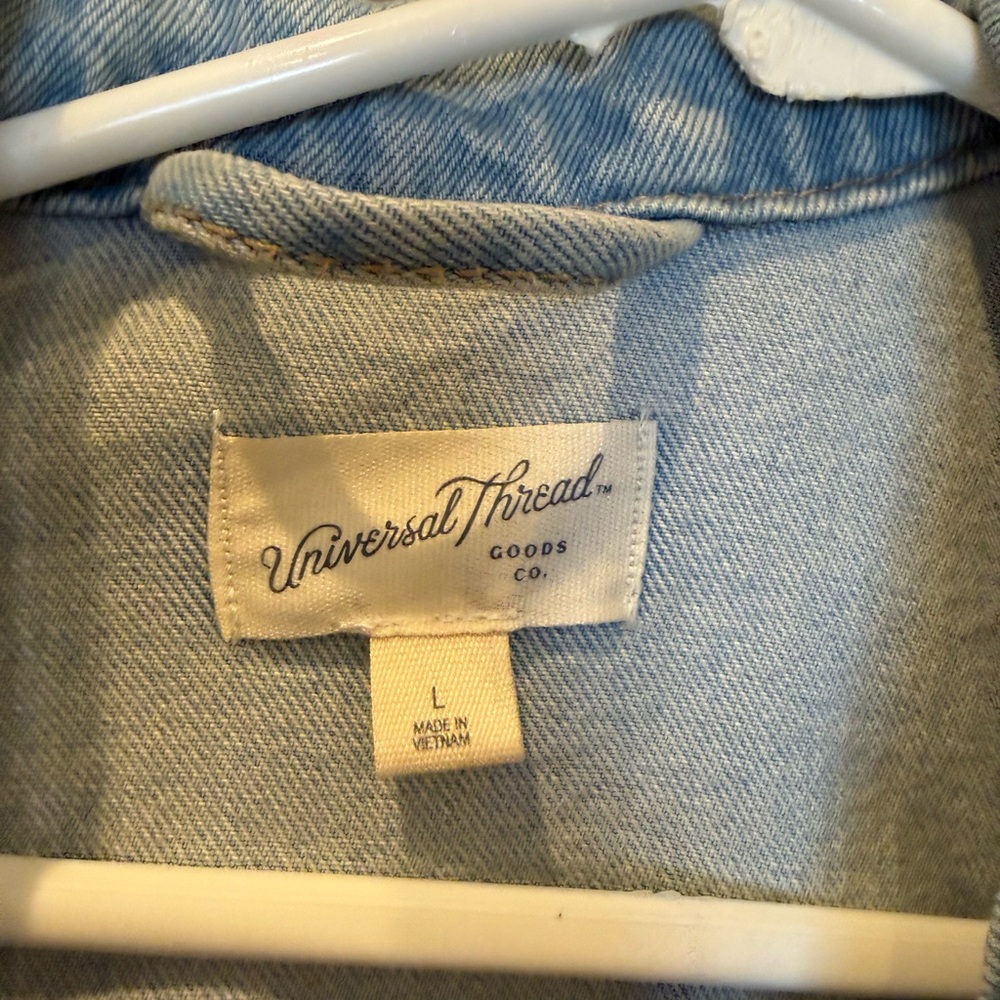 Universal Thread™
GOODS
CO.
L
MADE IN
VIETNAM